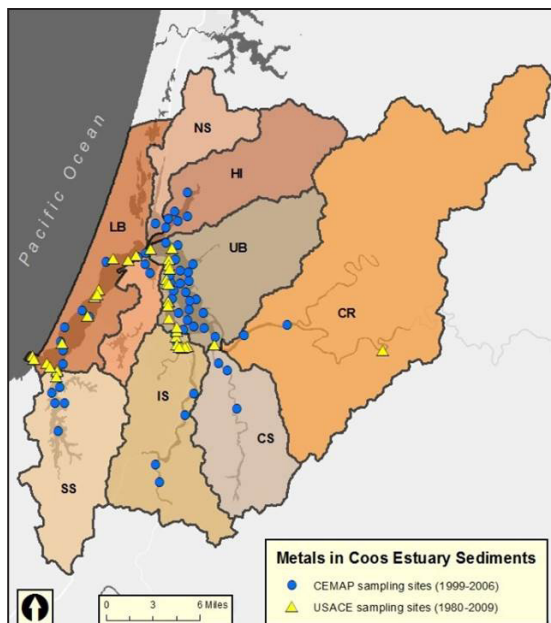 Pacific Ocean
NS
HI
LB
UB
CR
IS
CS
SS
Metals in Coos Estuary Sediments
CEMAP sampling sites (1999-2006)
USACE sampling sites (1980-2009)
0 3 6 Miles